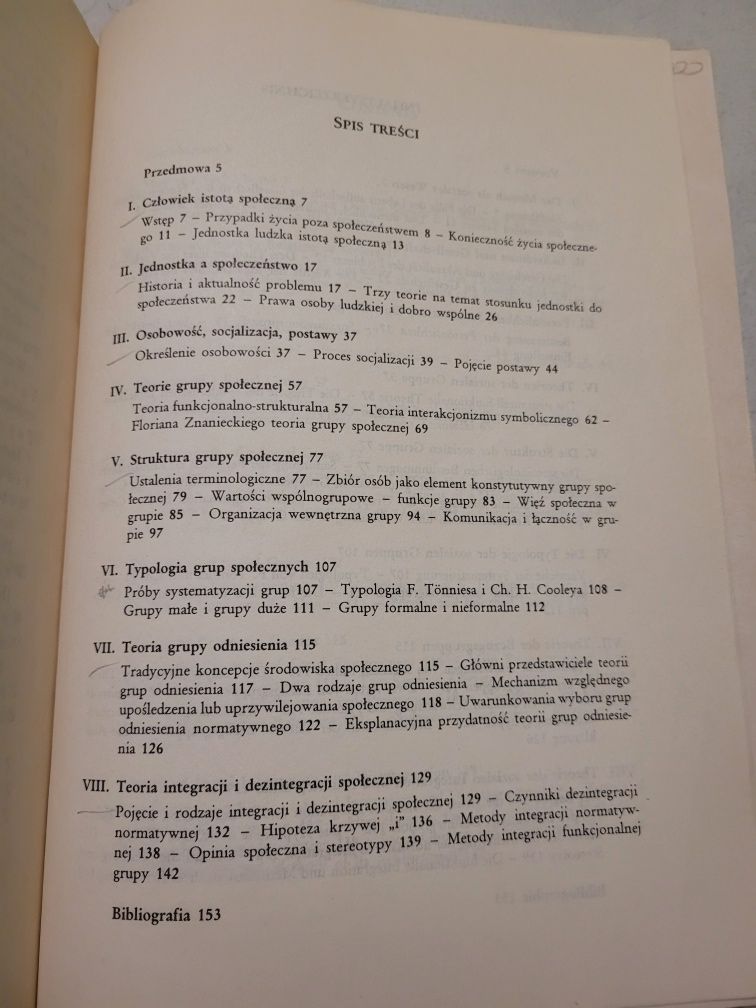 SPIS TREŚCI
Przedmowa 5
I. Człowiek istotą społeczną 7
Wstęp 7 – Przypadki życia poza społeczeństwem 8 – Konieczność życia społeczne-
go 11 – Jednostka ludzka istotą społeczną 13
II. Jednostka a społeczeństwo 17
Historia i aktualność problemu 17 – Trzy teorie na temat stosunku jednostki do
społeczeństwa 22 – Prawa osoby ludzkiej i dobro wspólne 26
III. Osobowość, socjalizacja, postawy 37
Określenie osobowości 37 – Proces socjalizacji 39 – Pojęcie postawy 44
IV. Teorie grupy społecznej 57
Teoria funkcjonalno-strukturalna 57 – Teoria interakcjonizmu symbolicznego 62 –
Floriana Znanieckiego teoria grupy społecznej 69
V. Struktura grupy społecznej 77
Ustalenia terminologiczne 77 – Zbiór osób jako element konstytutywny grupy spo-
łecznej 79 – Wartości wspólnogrupowe – funkcje grupy 83 – Więź społeczna w
grupie 85 – Organizacja wewnętrzna grupy 94 – Komunikacja i łączność w gru-
pie 97
VI. Typologia grup społecznych 107
Próby systematyzacji grup 107 – Typologia F. Tönniesa i Ch. H. Cooleya 108 –
Grupy małe i grupy duże 111 – Grupy formalne i nieformalne 112
VII. Teoria grupy odniesienia 115
Tradycyjne koncepcje środowiska społecznego 115 – Główni przedstawiciele teorii
grup odniesienia 117 – Dwa rodzaje grup odniesienia – Mechanizm względnego
upośledzenia lub uprzywilejowania społecznego 118 – Uwarunkowania wyboru grup
odniesienia normatywnego 122 – Eksplanacyjna przydatność teorii grup odniesie-
nia 126
VIII. Teoria integracji i dezintegracji społecznej 129
Pojęcie i rodzaje integracji i dezintegracji społecznej 129 – Czynniki dezintegracji
normatywnej 132 – Hipoteza krzywej „i” 136 – Metody integracji normatyw-
nej 138 – Opinia społeczna i stereotypy 139 – Metody integracji funkcjonalnej
grupy 142
Bibliografia 153